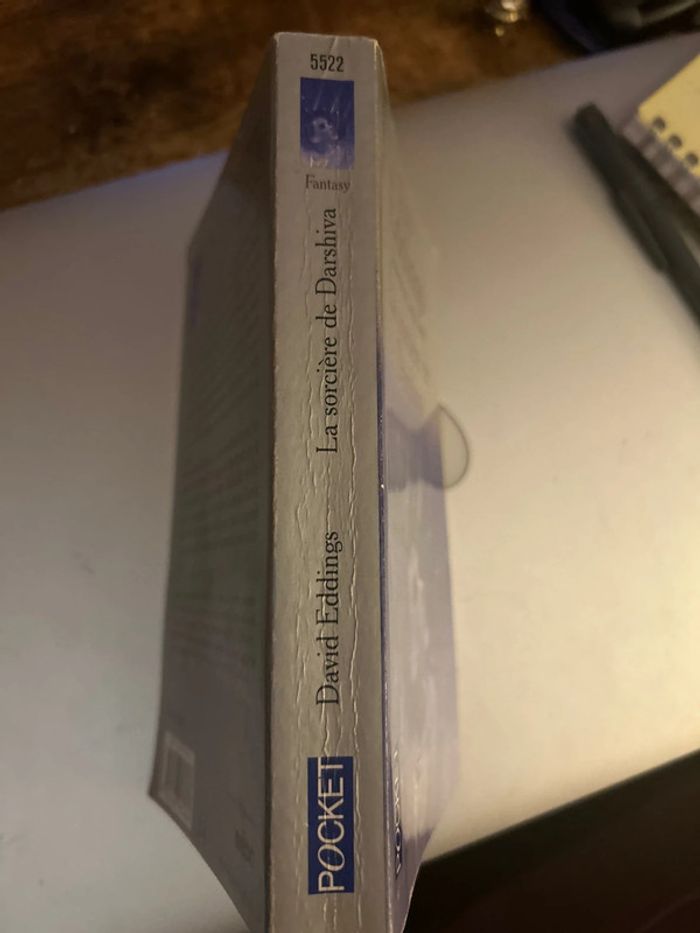 5522
Fantasy
La sorcière de Darshiva
David Eddings
POCKET